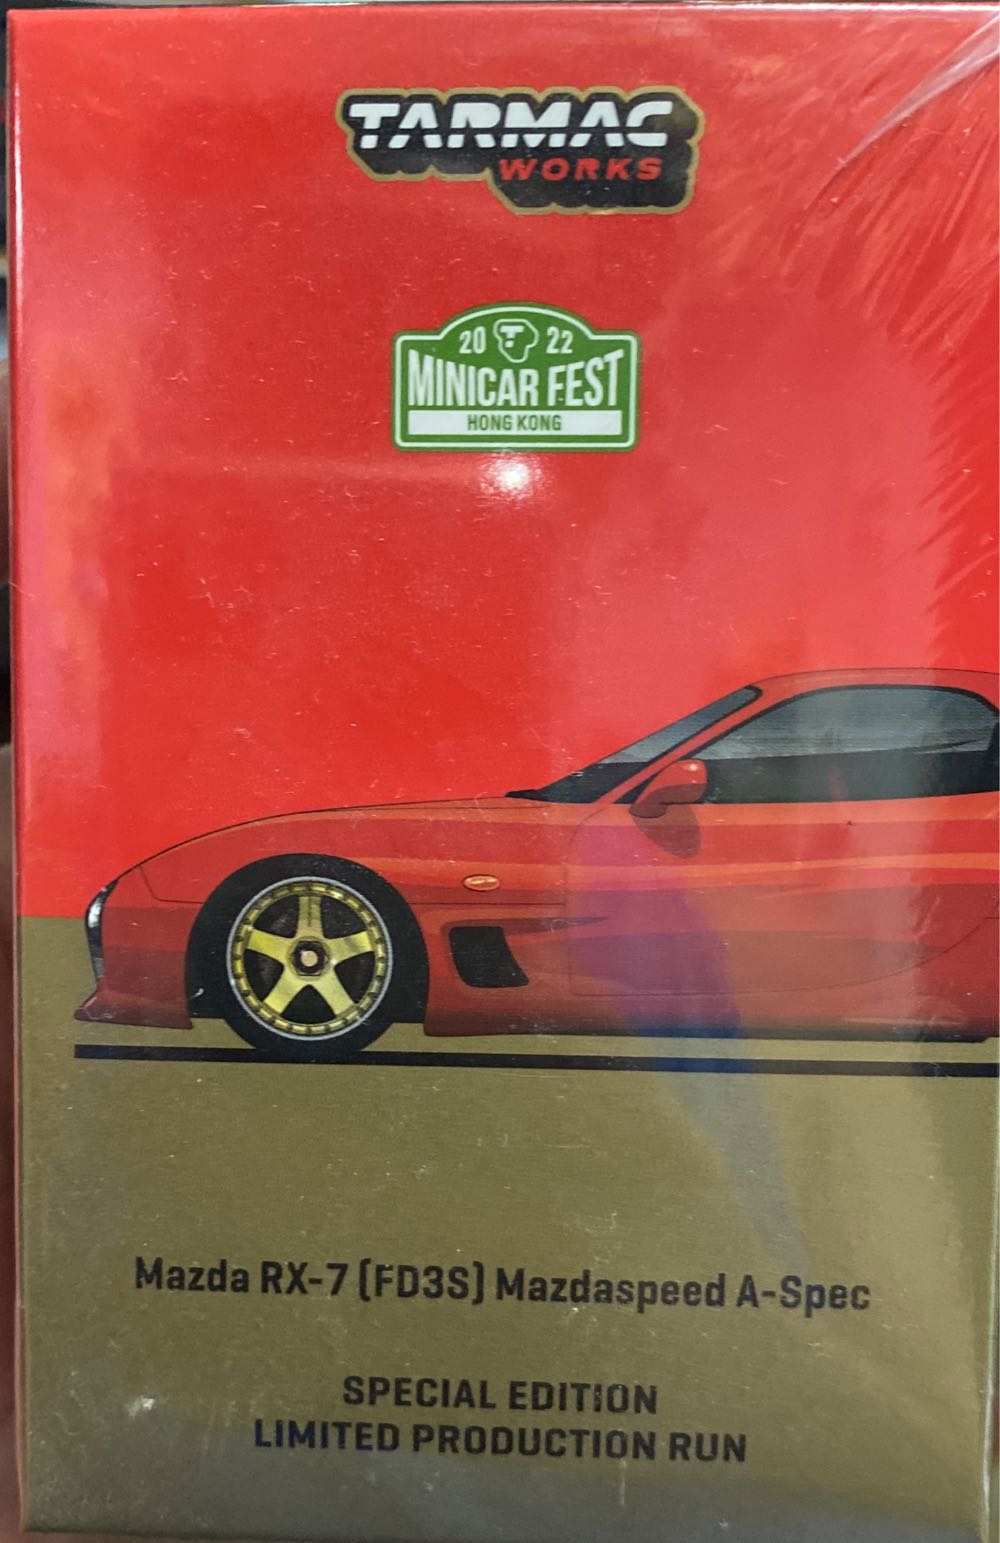 TARMAC
WORKS
20 22
MINICAR FEST
HONG KONG
Mazda RX-7 (FD3S) Mazdaspeed A-Spec
SPECIAL EDITION
LIMITED PRODUCTION RUN